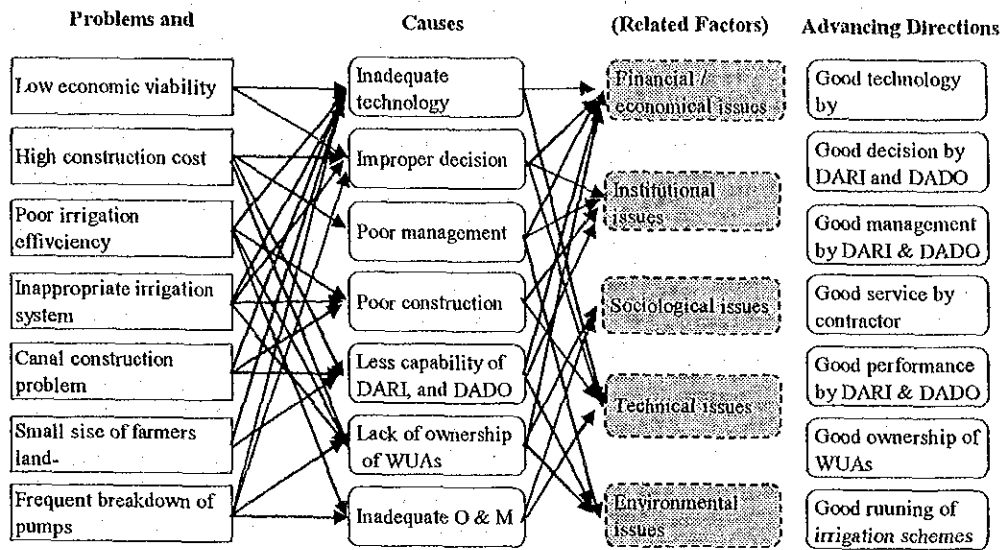 Problems and
Causes
(Related Factors)
Advancing Directions
Low economic viability
High construction cost
Poor irrigation
effivciency
Inappropriate irrigation
system
Canal construction
problem
Small sise of farmers
land-
Frequent breakdown of
pumps
Inadequate
technology
Improper decision
Poor management
Poor construction
Less capability of
DARI, and DADO
Lack of ownership
of WUAs
Inadequate O & M
Financial /
economical issues
Institutional
issues
Sociological issues
Technical issues
Environmental
issues
Good technology
by
Good decision by
DARI and DADO
Good management
by DARI & DADO
Good service by
contractor
Good performance
by DARI & DADO
Good ownership of
WUAs
Good ruuning of
irrigation schemes